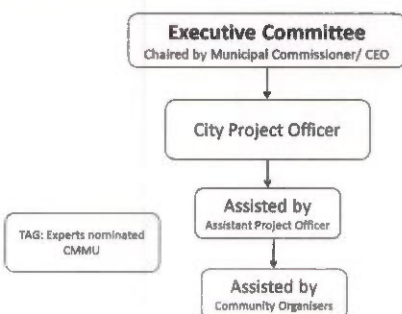 Executive Committee
Chaired by Municipal Commissioner/ CEO
City Project Officer
Assisted by
Assistant Project Officer
TAG: Experts nominated
CMMU
Assisted by
Community Organisers